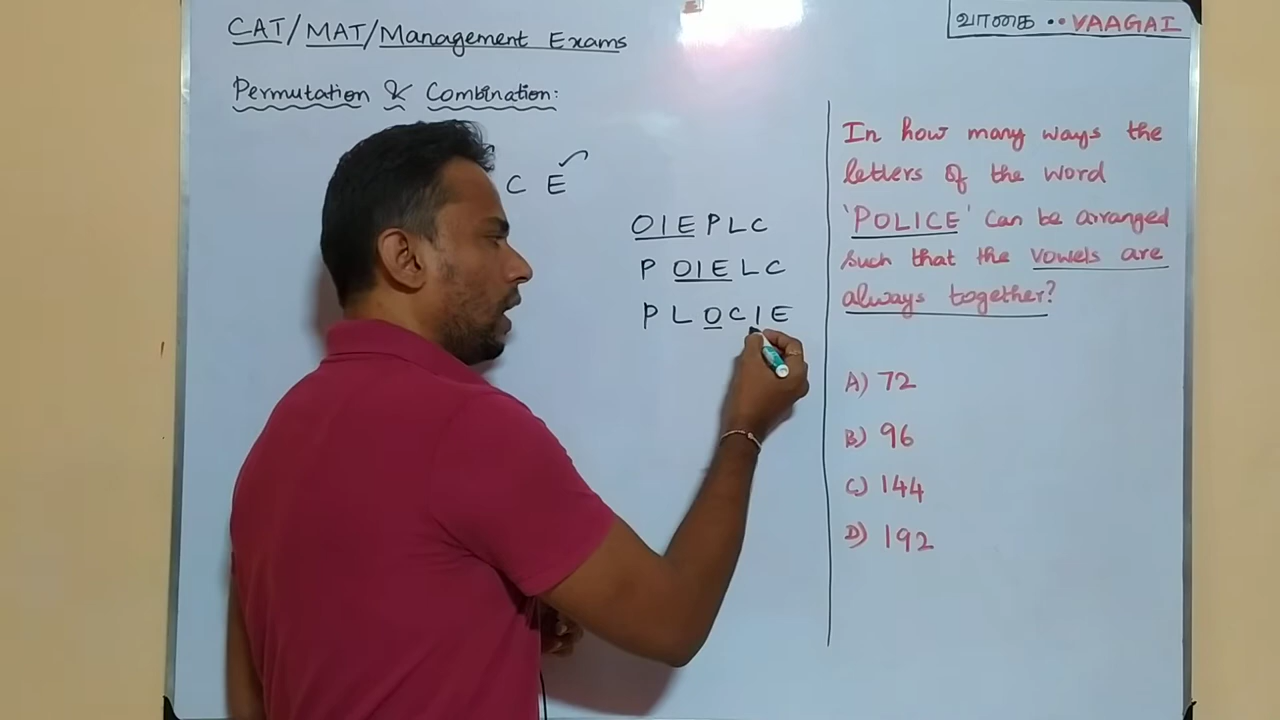 CAT/MAT/Management Exams
வாகை ..VAAGAI
Permutation & Combination:
C E
OIEPLC
P OIELC
PLOCIE
In how many ways the
letters of the word
'POLICE' can be arranged
such that the vowels are
always together?
A) 72
B) 96
C) 144
D) 192